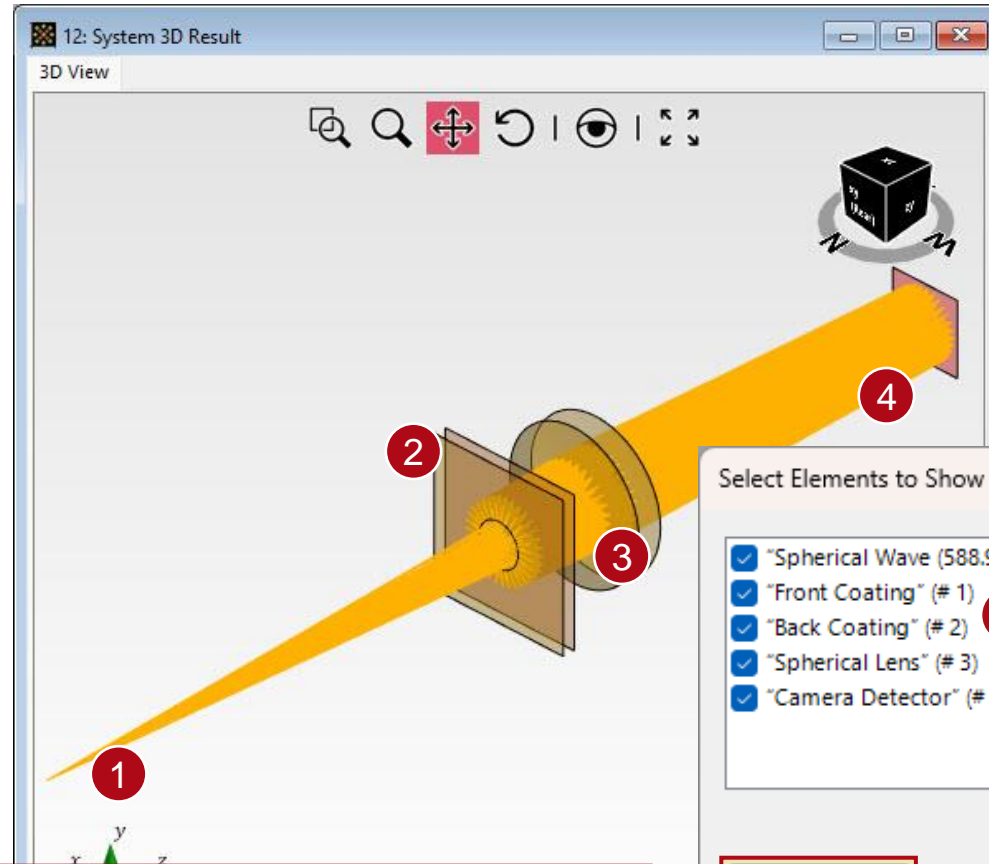 12: System 3D Result
3D View
N
M
2
4
3
1
Select Elements to Show
"Spherical Wave (588.9
"Front Coating" (# 1)
"Back Coating" (# 2)
"Spherical Lens" (# 3)
"Camera Detector" (#
y
x z